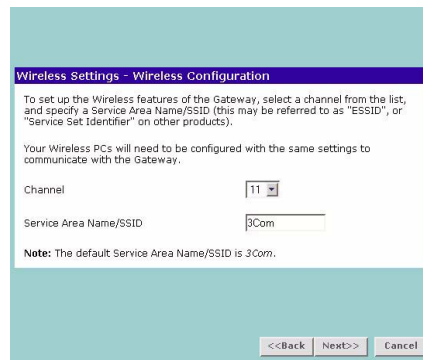 Wireless Settings - Wireless Configuration
To set up the Wireless features of the Gateway, select a channel from the list,
and specify a Service Area Name/SSID (this may be referred to as "ESSID", or
"Service Set Identifier" on other products).
Your Wireless PCs will need to be configured with the same settings to
communicate with the Gateway.
Channel 11
Service Area Name/SSID 3Com
Note: The default Service Area Name/SSID is 3Com.
<<Back Next>> Cancel